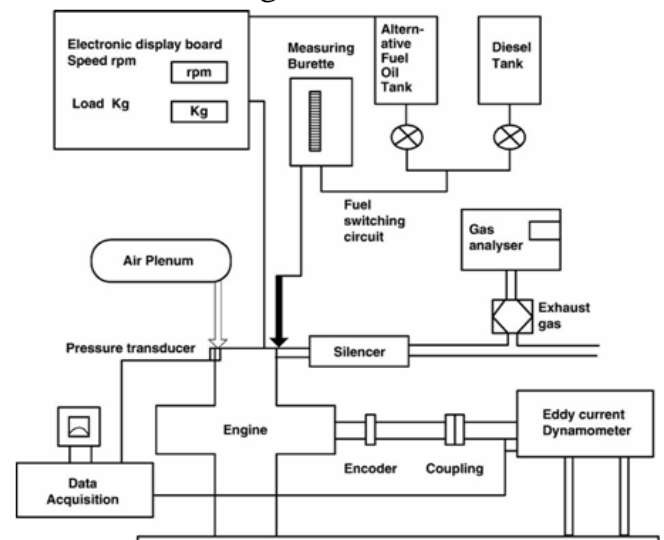 Electronic display board
Speed rpm
rpm
Load Kg
Kg
Measuring
Burette
Altern-
ative
Fuel
Oil
Tank
Diesel
Tank
Fuel
switching
circuit
Gas
analyser
Air Plenum
Exhaust
gas
Pressure transducer
Silencer
Engine
Eddy current
Dynamometer
Encoder
Coupling
Data
Acquisition